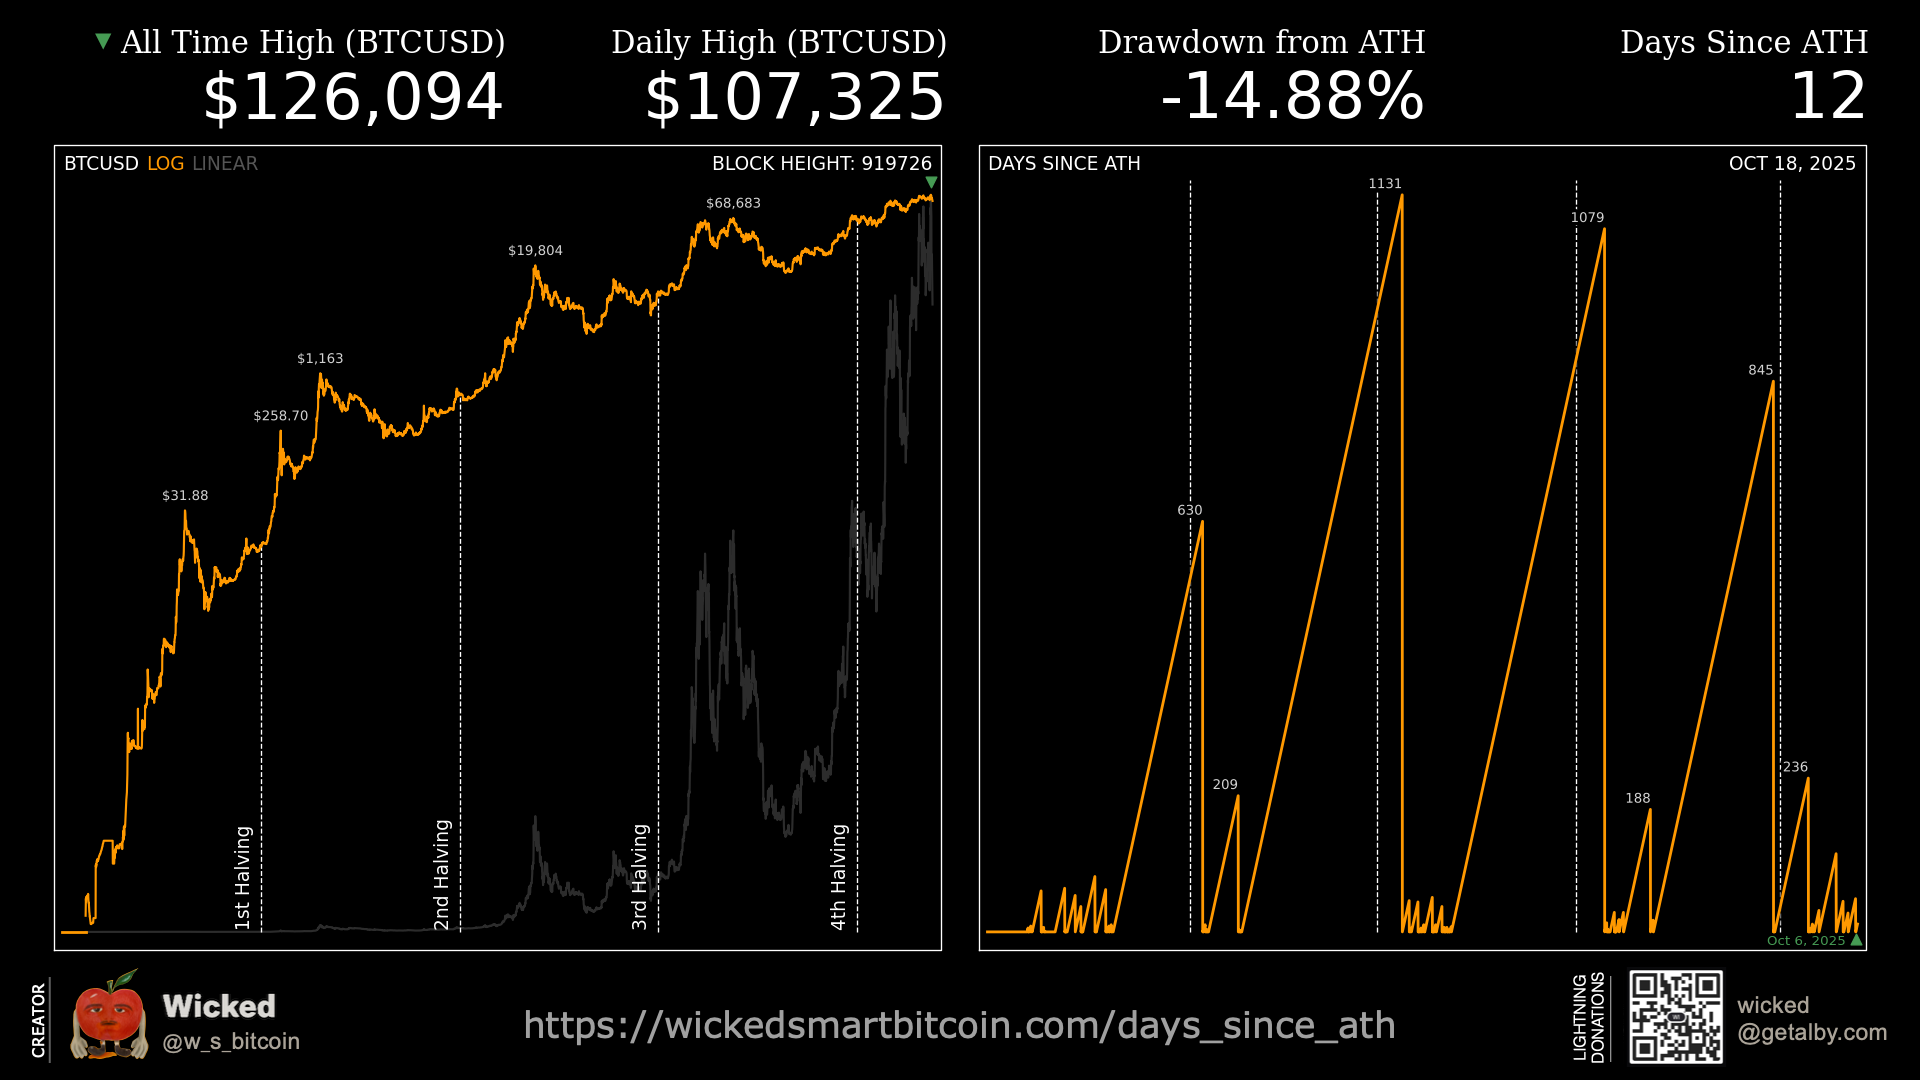 ▼ All Time High (BTCUSD)
$126,094
Daily High (BTCUSD)
$107,325
Drawdown from ATH
-14.88%
Days Since ATH
12
BTCUSD LOG LINEAR
BLOCK HEIGHT: 919726
$31.88
$258.70
$1,163
$19,804
$68,683
1st Halving
2nd Halving
3rd Halving
4th Halving
DAYS SINCE ATH
OCT 18, 2025
630
209
1131
1079
188
845
236
Oct 6, 2025 ▲
CREATOR
Wicked
@w_s_bitcoin
https://wickedsmartbitcoin.com/days_since_ath
LIGHTNING
DONATIONS
wicked
@getalby.com